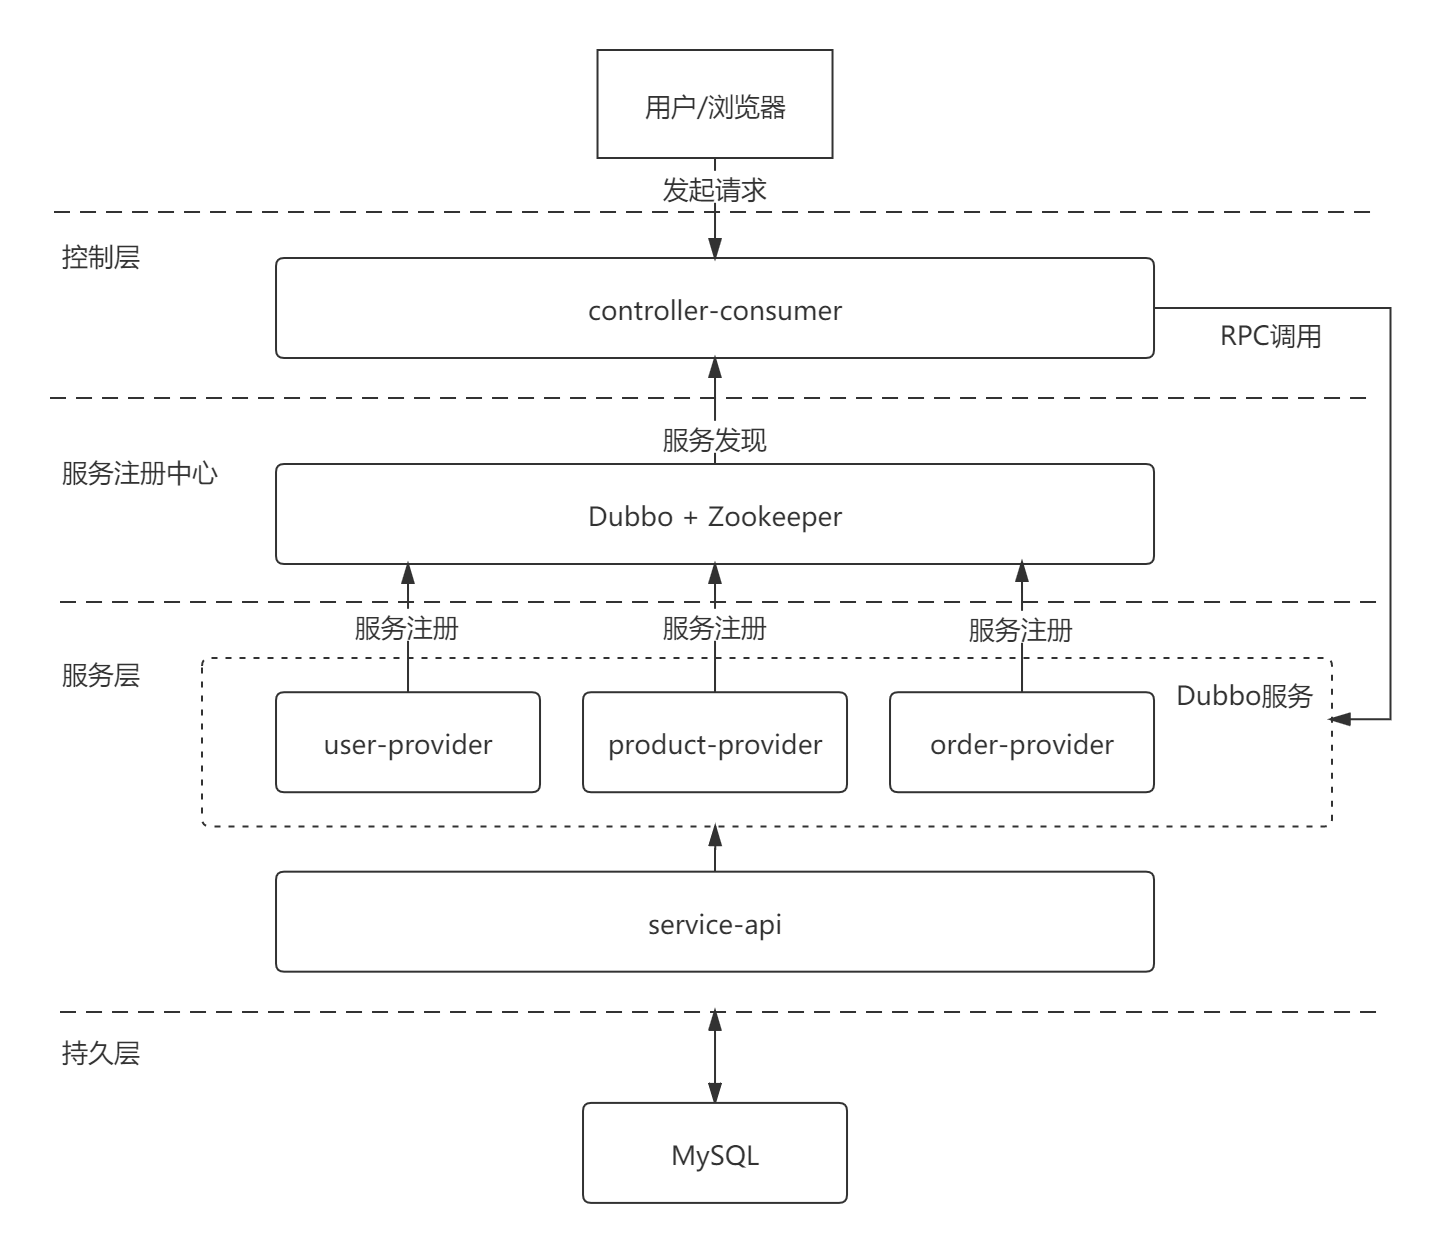 用户/浏览器
发起请求
控制层
controller-consumer
RPC调用
服务发现
服务注册中心
Dubbo + Zookeeper
服务注册
服务注册
服务注册
服务层
Dubbo服务
user-provider
product-provider
order-provider
service-api
持久层
MySQL